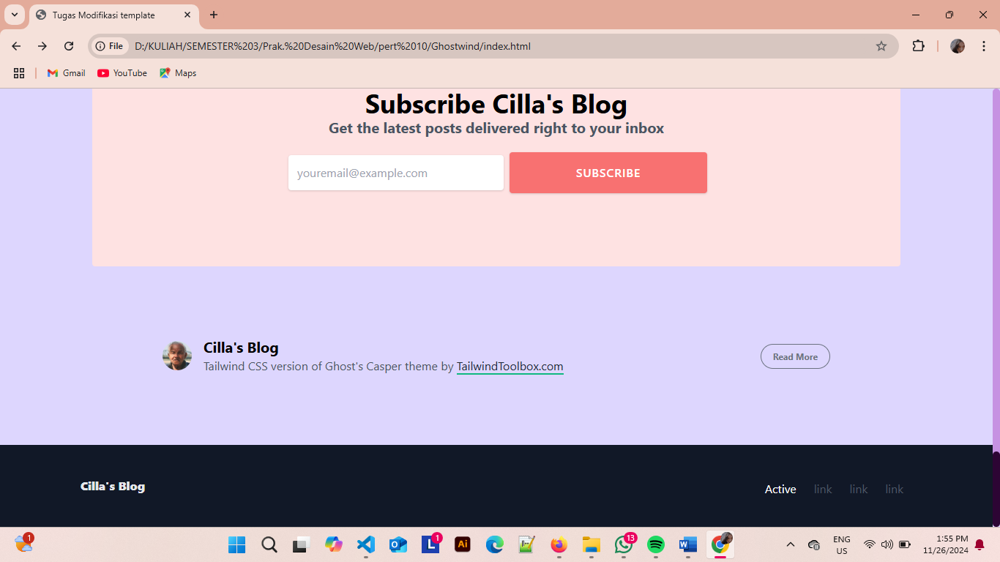 Tugas Modifikasi template
File
D:/KULIAH/SEMESTER%203/Prak.%20Desain%20Web/pert%2010/Ghostwind/index.html
Gmail
YouTube
Maps
Subscribe Cilla's Blog
Get the latest posts delivered right to your inbox
youremail@example.com
SUBSCRIBE
Cilla's Blog
Tailwind CSS version of Ghost's Casper theme by TailwindToolbox.com
Read More
Cilla's Blog
Active link link link
1
L
1
Ai
13
W
ENG
US
1:55 PM
11/26/2024